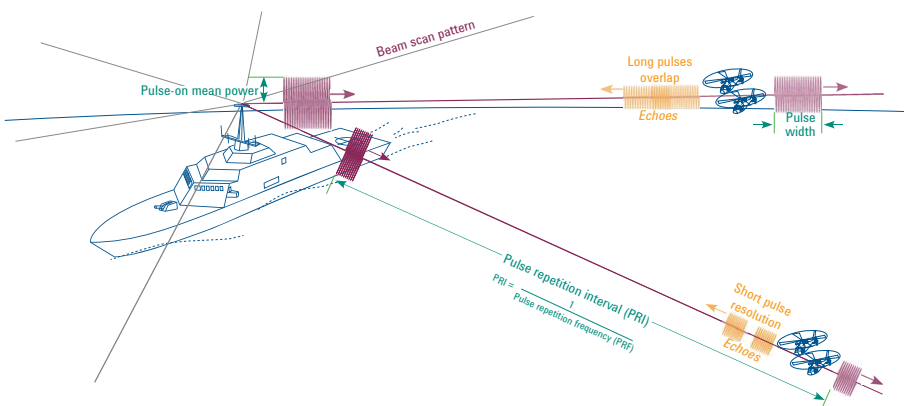 Beam scan pattern
Pulse-on mean power
Long pulses
overlap
Echoes
Pulse
width
Pulse repetition interval (PRI)
PRI =
1
Pulse repetition frequency (PRF)
Short pulse
resolution
Echoes